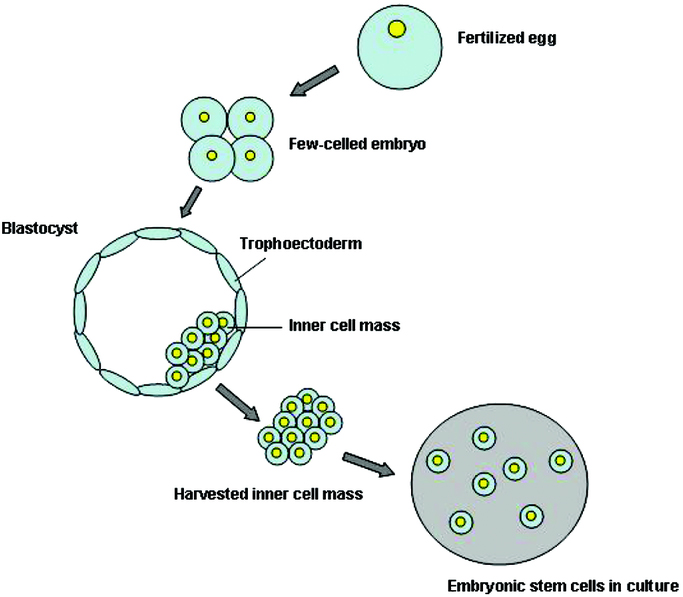 Fertilized egg
Few-celled embryo
Blastocyst
Trophoectoderm
Inner cell mass
Harvested inner cell mass
Embryonic stem cells in culture